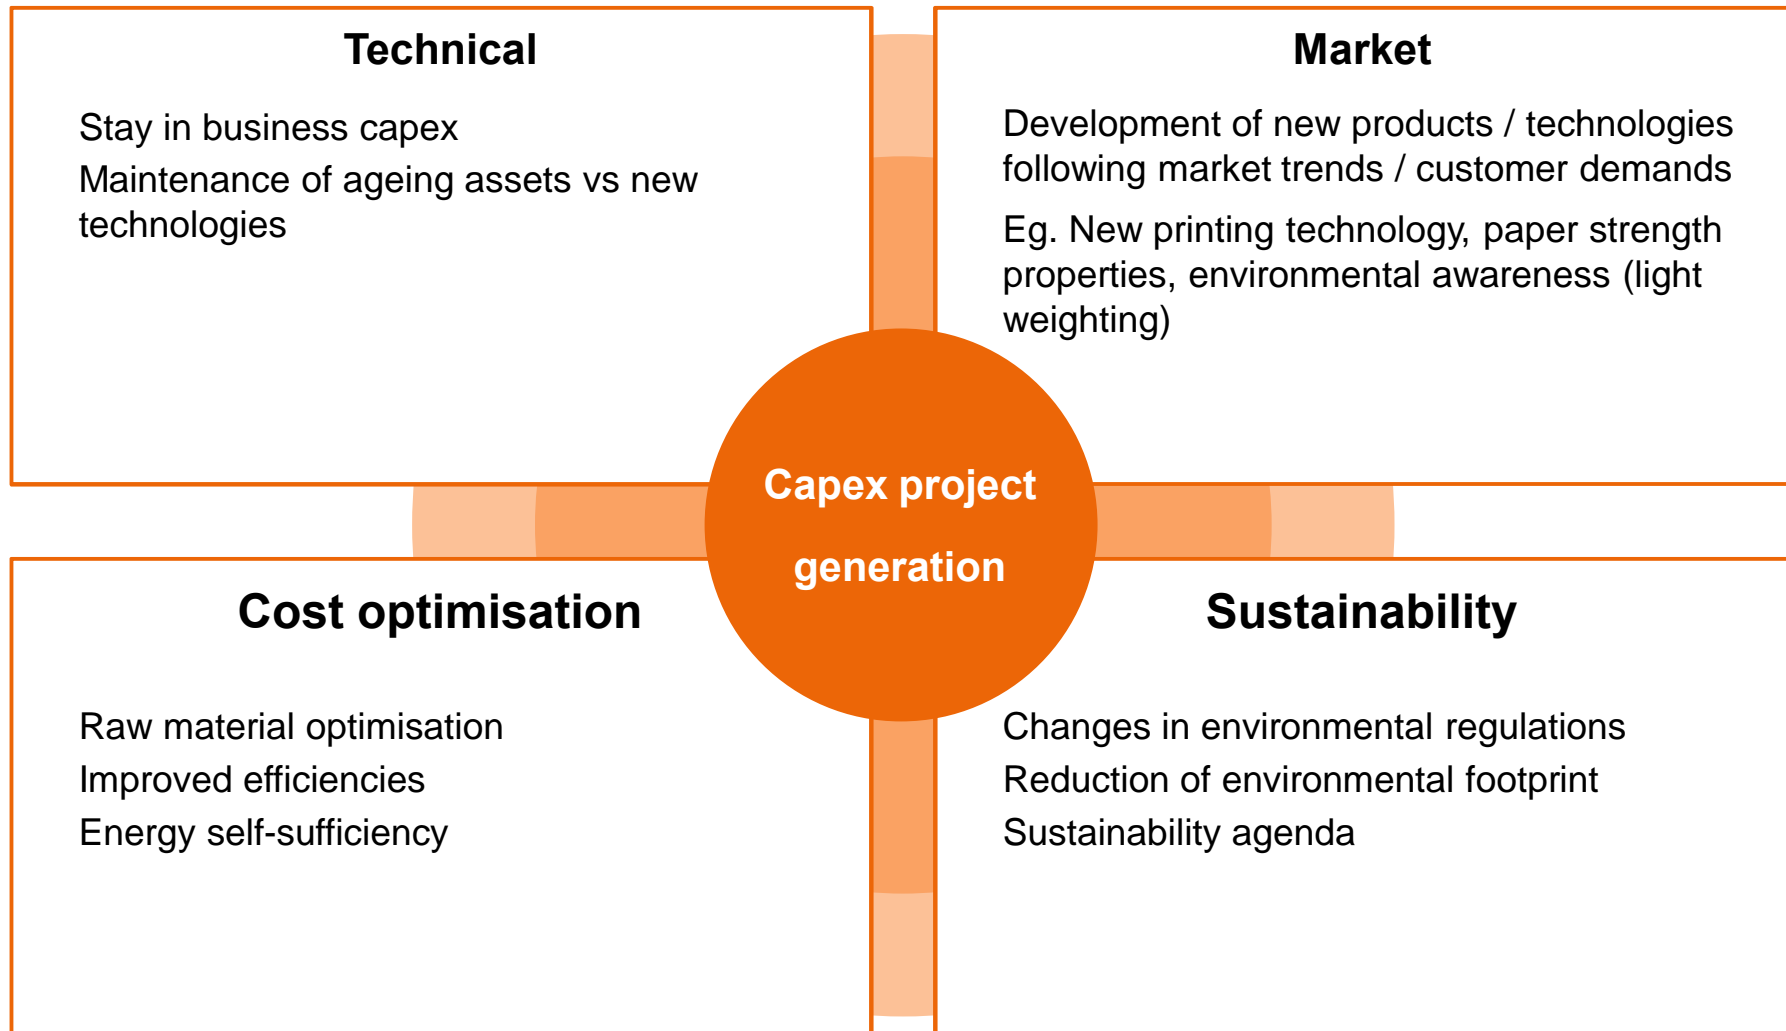 Technical
Stay in business capex
Maintenance of ageing assets vs new
technologies
Market
Development of new products / technologies
following market trends / customer demands
Eg. New printing technology, paper strength
properties, environmental awareness (light
weighting)
Capex project
generation
Cost optimisation
Raw material optimisation
Improved efficiencies
Energy self-sufficiency
Sustainability
Changes in environmental regulations
Reduction of environmental footprint
Sustainability agenda